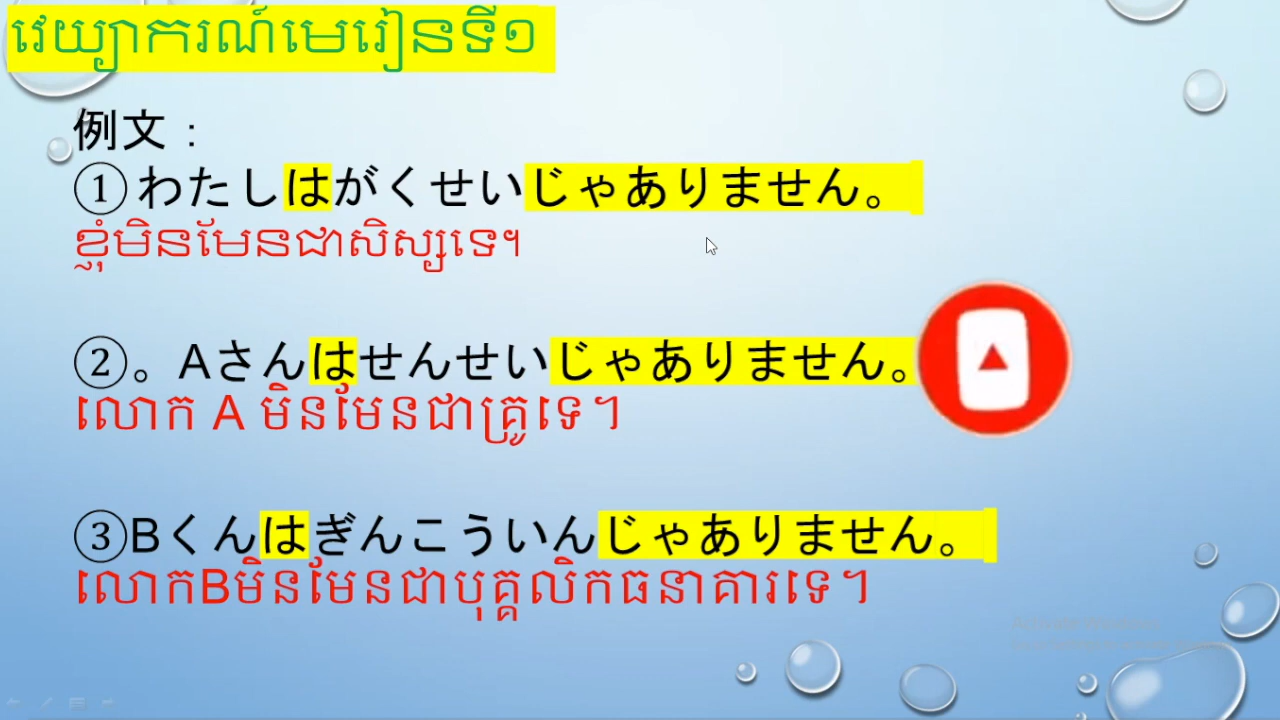 វេយ្យាករណ៍មេរៀនទី១
例文：
①わたしはがくせいじゃありません。
ខ្ញុំមិនមែនជាសិស្សទេ។
②。Aさんはせんせいじゃありません。
លោក A មិនមែនជាគ្រូទេ។
③Bくんはぎんこういんじゃありません。
លោកBមិនមែនជាបុគ្គលិកធនាគារទេ។